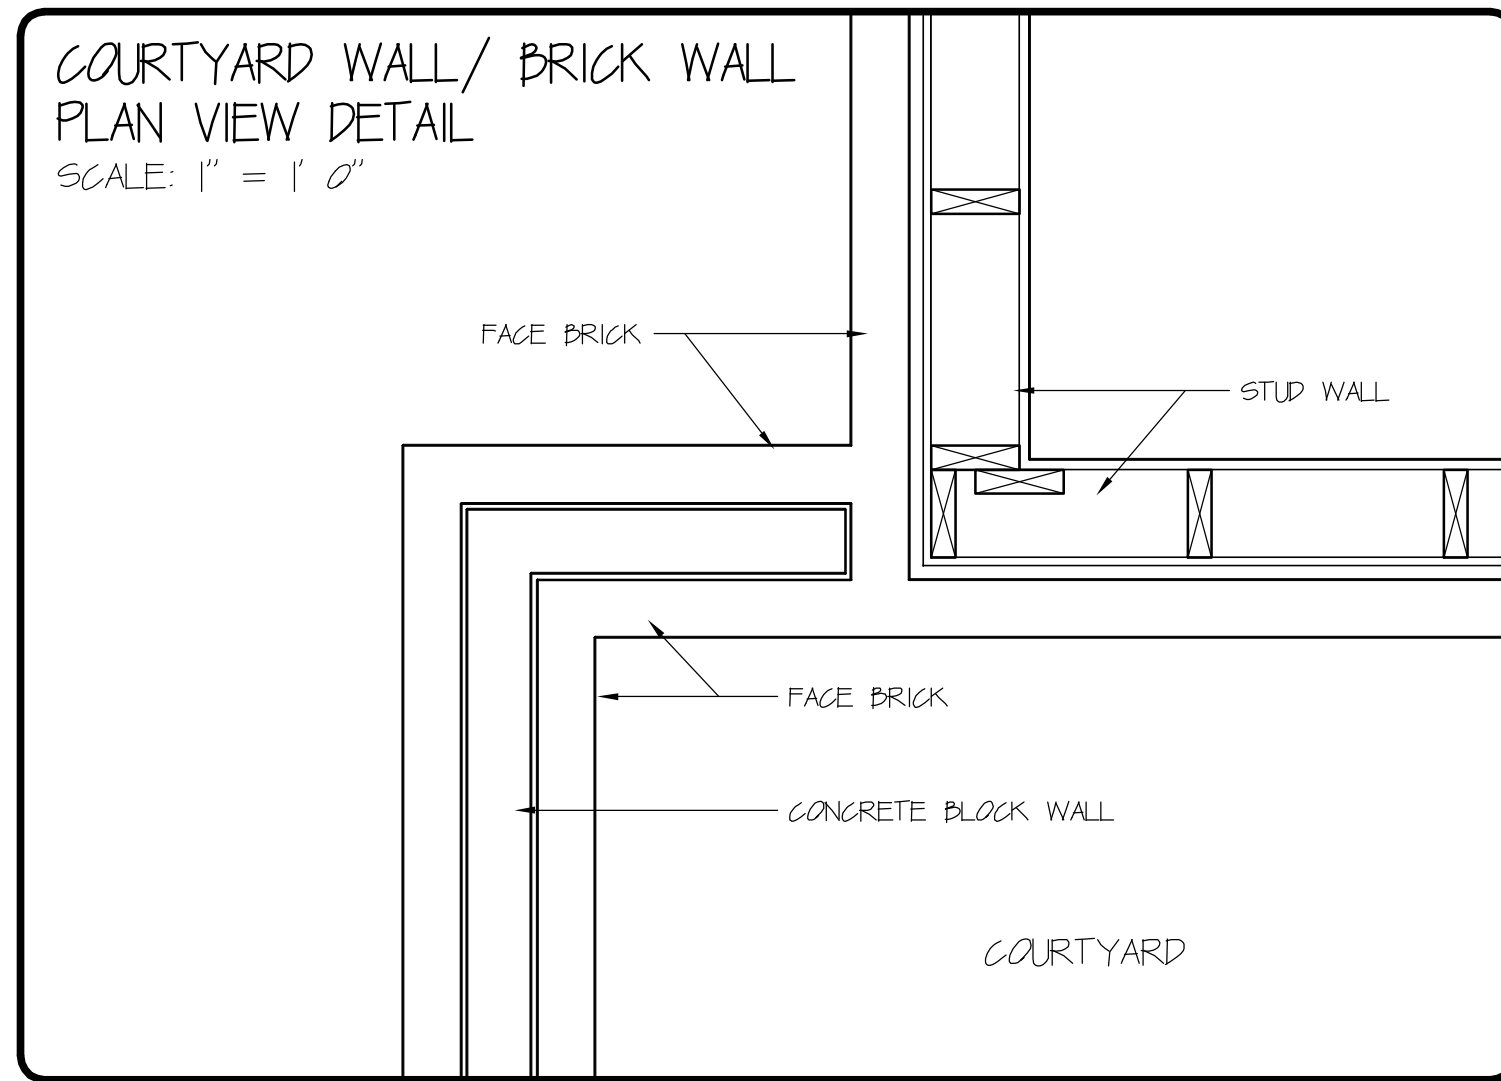 COURTYARD WALL/ BRICK WALL
PLAN VIEW DETAIL
SCALE: 1" = 1' 0"
FACE BRICK
STUD WALL
FACE BRICK
CONCRETE BLOCK WALL
COURTYARD